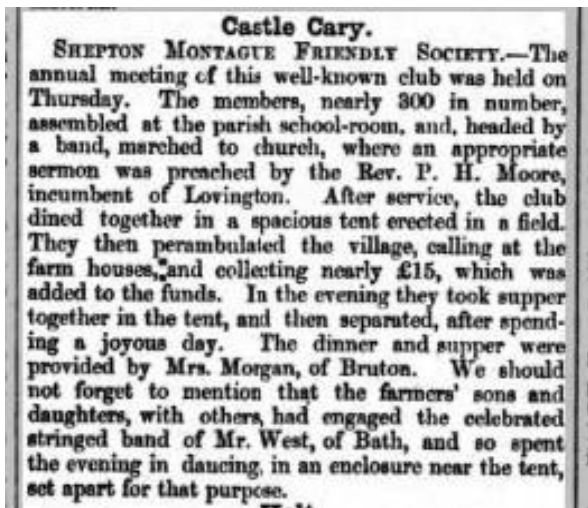 Castle Cary.
SHEPTON MONTAGUE FRIENDLY SOCIETY.—The
annual meeting of this well-known club was held on
Thursday. The members, nearly 300 in number,
assembled at the parish school-room, and, headed by
a band, marched to church, where an appropriate
sermon was preached by the Rev. P. H. Moore,
incumbent of Lovington. After service, the club
dined together in a spacious tent erected in a field.
They then perambulated the village, calling at the
farm houses, and collecting nearly £15, which was
added to the funds. In the evening they took supper
together in the tent, and then separated, after spend-
ing a joyous day. The dinner and supper were
provided by Mrs. Morgan, of Bruton. We should
not forget to mention that the farmers' sons and
daughters, with others, had engaged the celebrated
stringed band of Mr. West, of Bath, and so spent
the evening in dancing, in an enclosure near the tent,
set apart for that purpose.